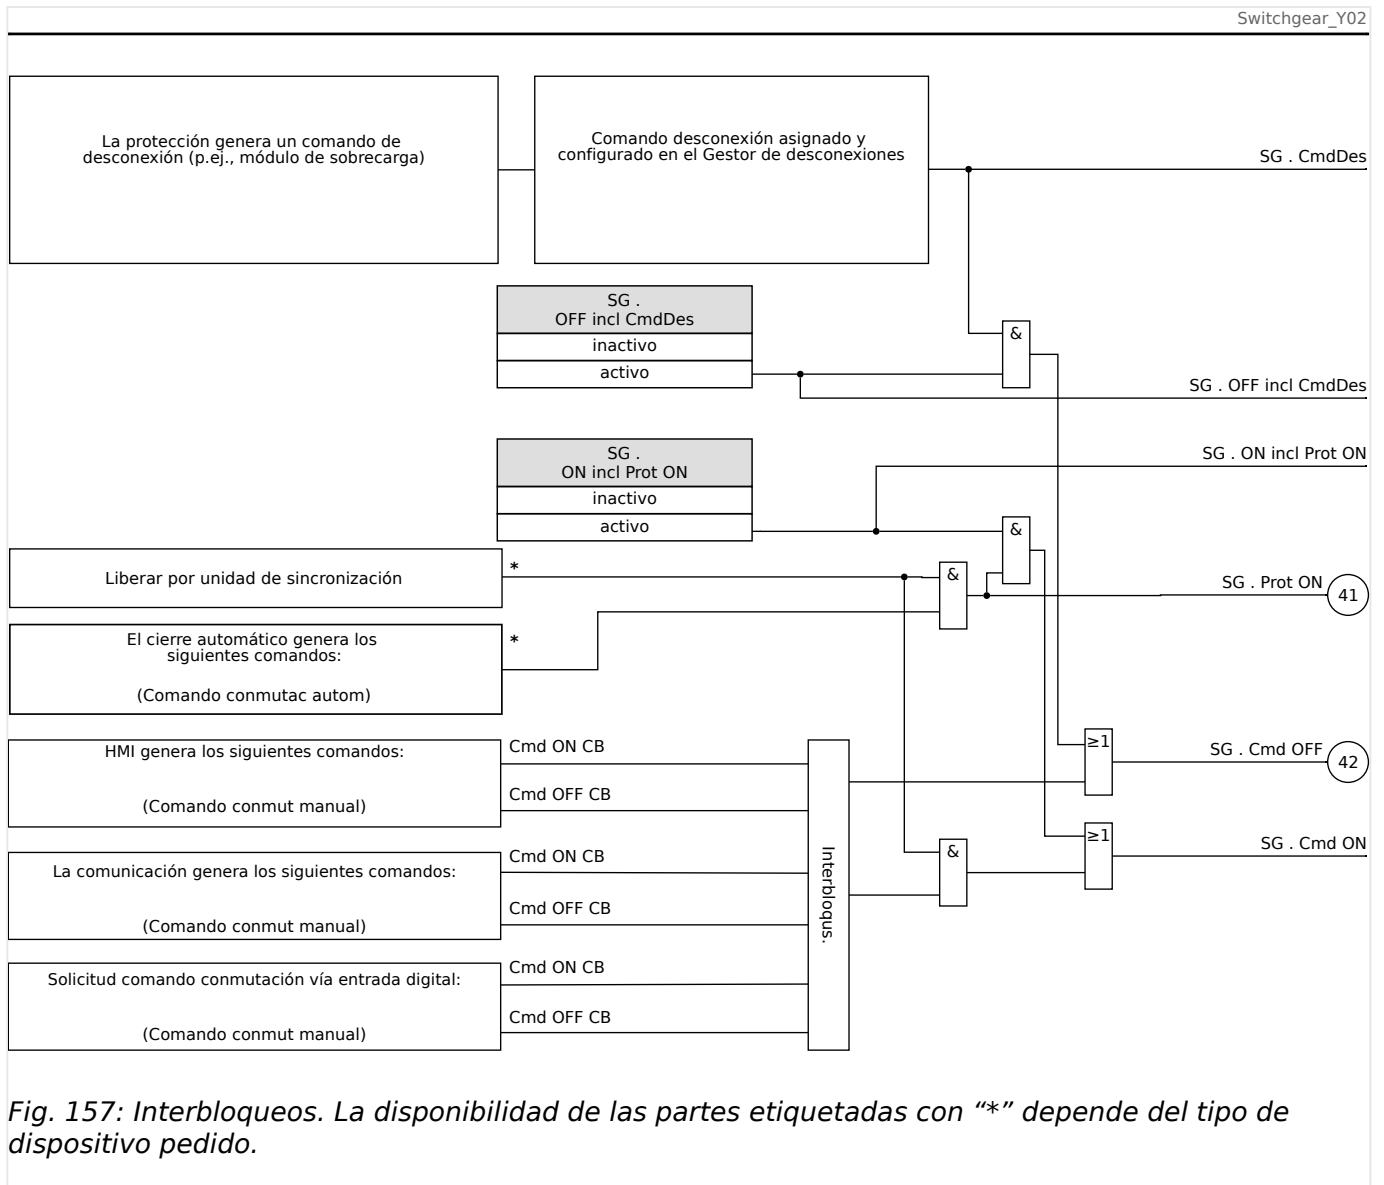 Switchgear_Y02
La protección genera un comando de
desconexión (p.ej., módulo de sobrecarga)
Comando desconexión asignado y
configurado en el Gestor de desconexiones
SG . CmdDes
SG .
OFF incl CmdDes
inactivo
activo
&
SG . OFF incl CmdDes
SG .
ON incl Prot ON
inactivo
activo
SG . ON incl Prot ON
&
Liberar por unidad de sincronización
*
&
SG . Prot ON
41
El cierre automático genera los
siguientes comandos:
(Comando conmutac autom)
*
HMI genera los siguientes comandos:
(Comando conmut manual)
Cmd ON CB
Cmd OFF CB
≥1
SG . Cmd OFF
42
La comunicación genera los siguientes comandos:
(Comando conmut manual)
Cmd ON CB
Cmd OFF CB
Interbloqus.
&
≥1
SG . Cmd ON
Solicitud comando conmutación vía entrada digital:
(Comando conmut manual)
Cmd ON CB
Cmd OFF CB
Fig. 157: Interbloqueos. La disponibilidad de las partes etiquetadas con “*” depende del tipo de
dispositivo pedido.